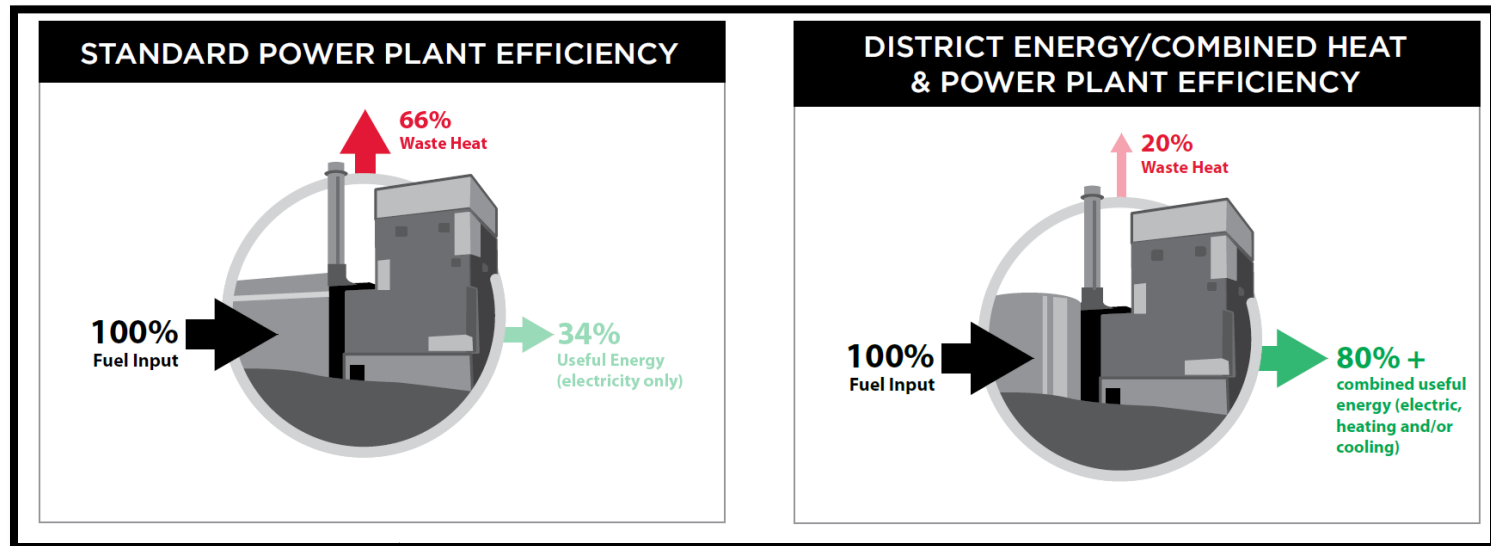 STANDARD POWER PLANT EFFICIENCY
66%
Waste Heat
100%
Fuel Input
34%
Useful Energy
(electricity only)
DISTRICT ENERGY/COMBINED HEAT
& POWER PLANT EFFICIENCY
20%
Waste Heat
100%
Fuel Input
80% +
combined useful
energy (electric,
heating and/or
cooling)